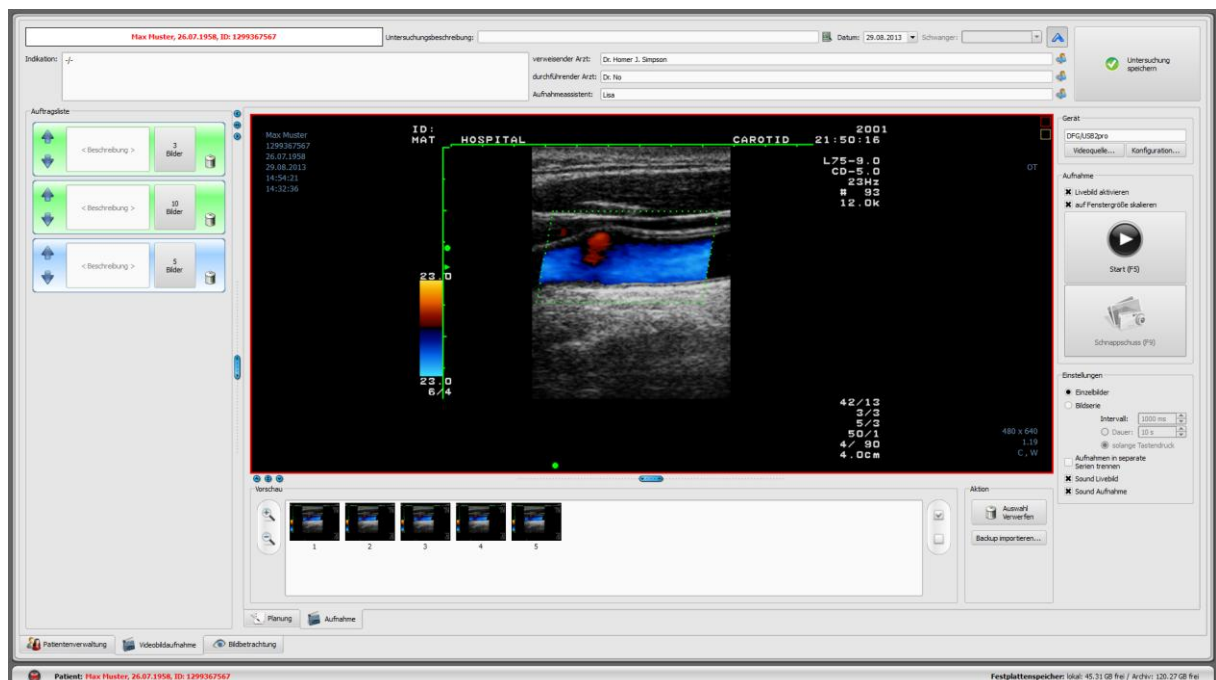 Max Muster, 26.07.1958, ID: 1299367567
Untersuchungsbeschreibung:
Datum: 29.08.2013
Schwanger:
Untersuchung
speichern
Indikation: -/-
verweisender Arzt: Dr. Homer J. Simpson
durchführender Arzt: Dr. No
Aufnahmeassistent: Lisa
Auftragsliste
< Beschreibung >
3
Bilder
< Beschreibung >
10
Bilder
< Beschreibung >
5
Bilder
Max Muster
1299367567
26.07.1958
29.08.2013
14:54:21
14:32:36
ID: 2001
MAT HOSPITAL CAROTID 21:50:16
L75-9.0
CD-5.0
23Hz
# 93
12.0k
OT
23.0
23.0
6/4
42/13
3/3
5/3
50/1
4/ 90
4.0cm
480 x 640
1.19
C , W
Gerät
DFG/USB2pro
Videoquelle... Konfiguration...
Aufnahme
Livebild aktivieren
auf Fenstergröße skalieren
Start (F5)
Schnappschuss (F9)
Einstellungen
Einzelbilder
Bildserie
Intervall: 1000 ms
Dauer: 10 s
solange Tastendruck
Aufnahmen in separate
Serien trennen
Sound Livebild
Sound Aufnahme
Vorschau
1 2 3 4 5
Aktion
Auswahl
Verwerfen
Backup importieren...
Planung Aufnahme
Patientenverwaltung Videobildaufnahme Bildbetrachtung
Patient: Max Muster, 26.07.1958, ID: 1299367567
Festplattenspeicher: lokal: 45.31 GB frei / Archiv: 120.27 GB frei